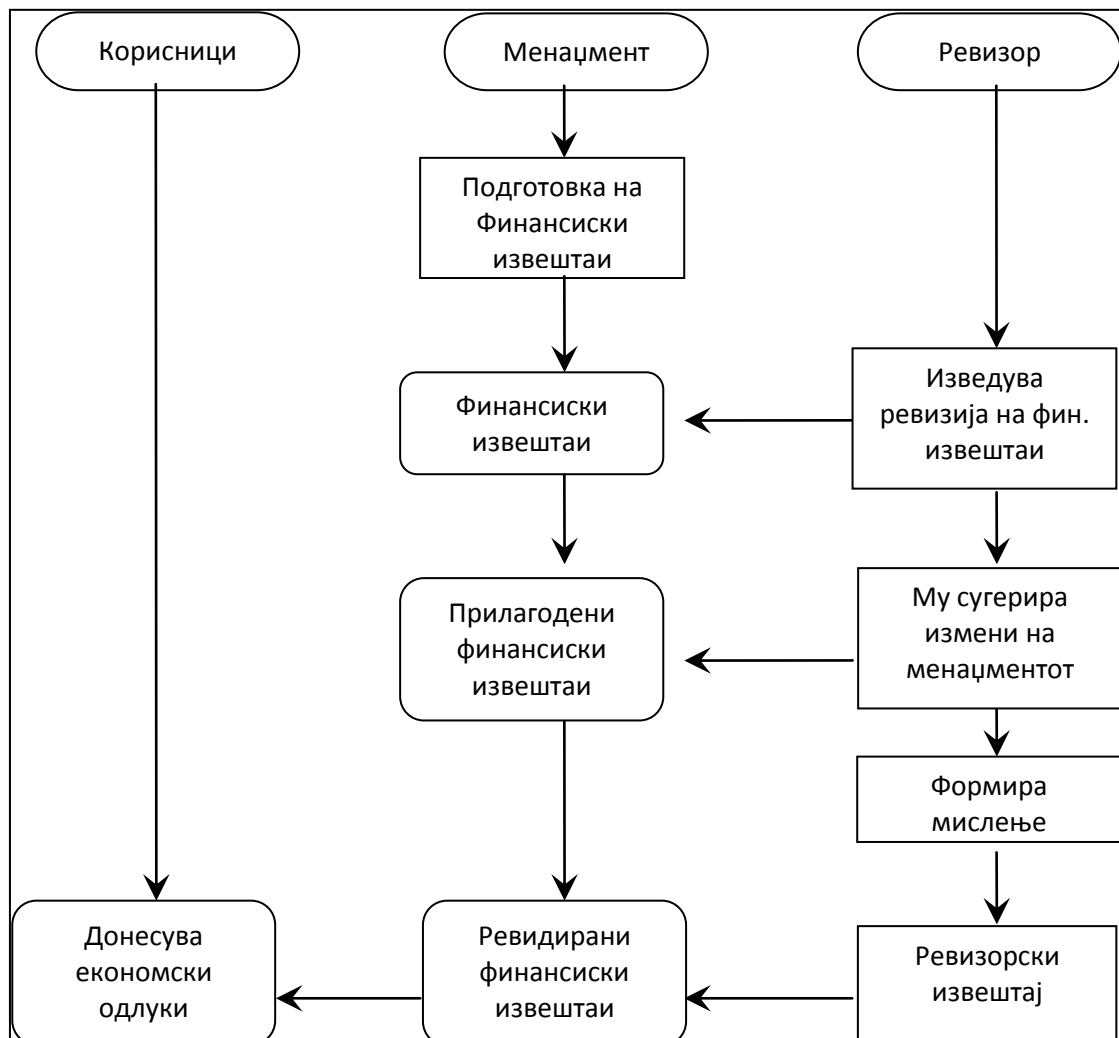 Корисници
Менаџмент
Ревизор
Подготовка на
Финансиски
извештаи
Финансиски
извештаи
Изведува
ревизија на фин.
извештаи
Прилагодени
финансиски
извештаи
Му сугерира
измени на
менаџментот
Формира
мислење
Донесува
економски
одлуки
Ревидирани
финансиски
извештаи
Ревизорски
извештај